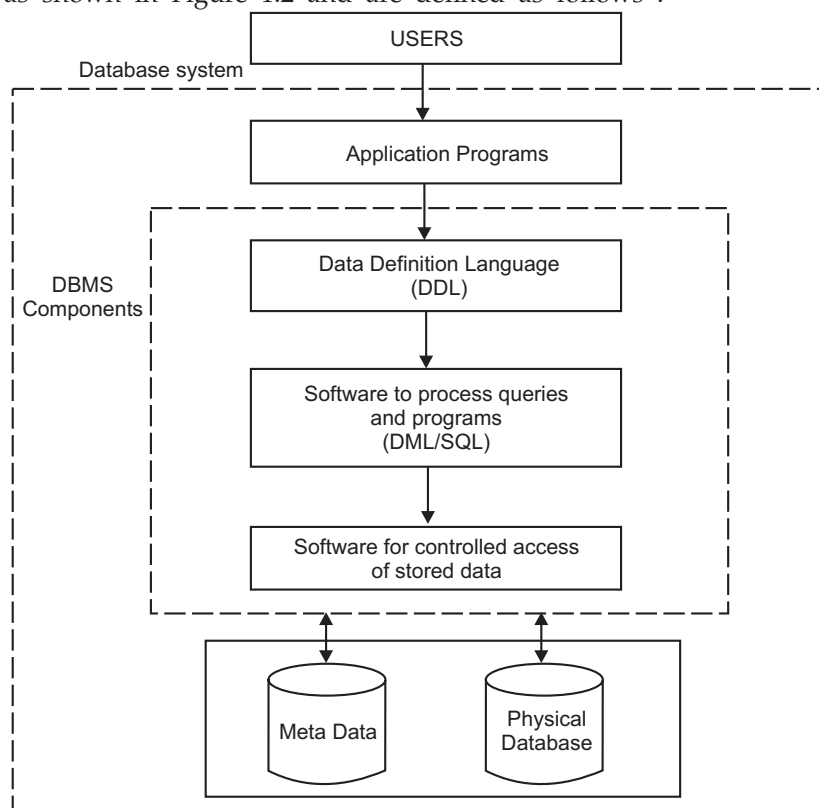 as shown in Figure 1.2 and are defined as follows :
USERS
Database system
Application Programs
Data Definition Language
(DDL)
DBMS
Components
Software to process queries
and programs
(DML/SQL)
Software for controlled access
of stored data
Meta Data
Physical
Database